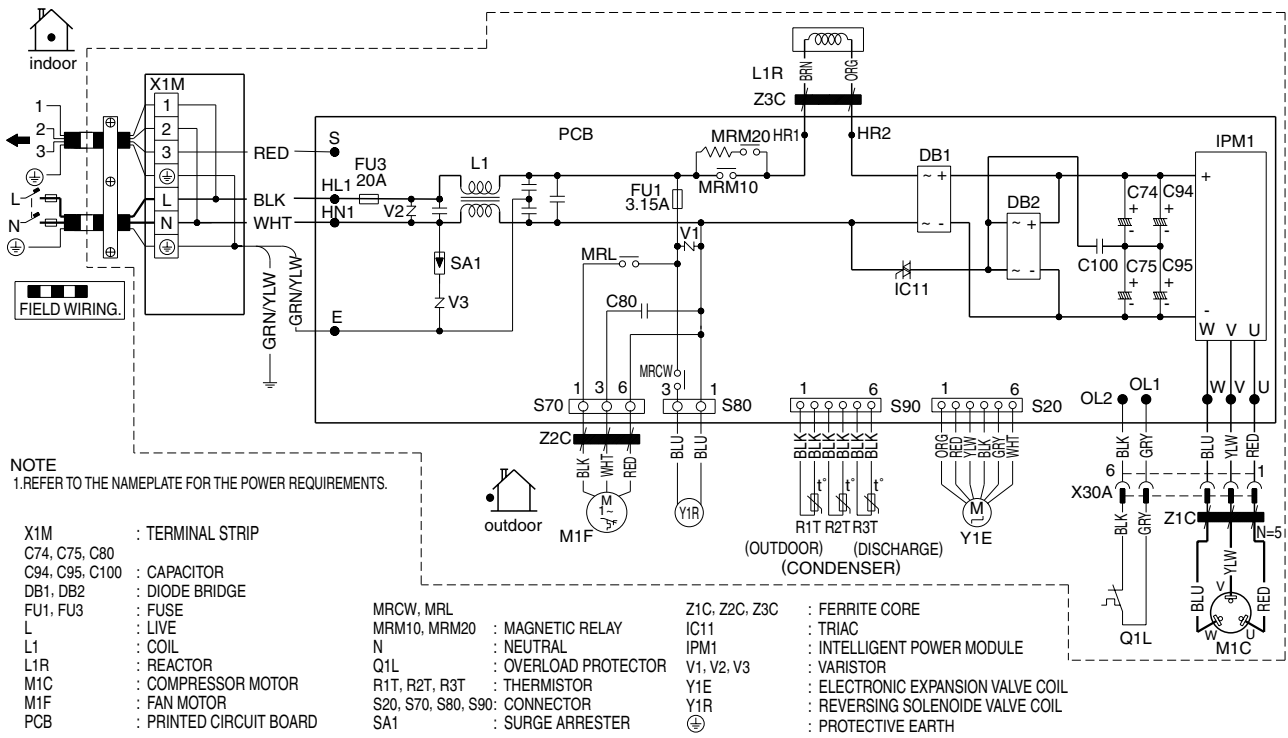 indoor
X1M
1
2
3
L
N
1
2
3
L
N
FIELD WIRING.
RED
BLK
WHT
GRN/YLW
GRN/YLW
S
HL1
HN1
E
FU3
20A
V2
L1
SA1
V3
PCB
L1R
BRN
ORG
Z3C
HR1
HR2
MRM20
MRM10
FU1
3.15A
V1
MRL
C80
MRCW
DB1
~ +
~ -
DB2
~ +
~ -
IC11
C100
C74
+
-
C94
+
-
C75
+
-
C95
+
-
IPM1
+
-
W V U
W V U
1 3 6
S70
3 1
S80
1 6
S90
1 6
S20
OL2 OL1
Z2C
BLK
WHT
RED
M
1~
M1F
BLU
BLU
Y1R
outdoor
BLK
BLK
BLK
BLK
BLK
BLK
t°
t°
t°
R1T R2T R3T
(OUTDOOR) (DISCHARGE)
(CONDENSER)
ORG
RED
YLW
BLK
GRY
WHT
M
Y1E
BLK
GRY
BLU
YLW
RED
6 1
X30A
BLK
GRY
Z1C
N=5
Q1L
BLU
YLW
RED
V
W U
M1C
NOTE
1.REFER TO THE NAMEPLATE FOR THE POWER REQUIREMENTS.
X1M : TERMINAL STRIP
C74, C75, C80
C94, C95, C100 : CAPACITOR
DB1, DB2 : DIODE BRIDGE
FU1, FU3 : FUSE
L : LIVE
L1 : COIL
L1R : REACTOR
M1C : COMPRESSOR MOTOR
M1F : FAN MOTOR
PCB : PRINTED CIRCUIT BOARD
MRCW, MRL
MRM10, MRM20 : MAGNETIC RELAY
N : NEUTRAL
Q1L : OVERLOAD PROTECTOR
R1T, R2T, R3T : THERMISTOR
S20, S70, S80, S90: CONNECTOR
SA1 : SURGE ARRESTER
Z1C, Z2C, Z3C : FERRITE CORE
IC11 : TRIAC
IPM1 : INTELLIGENT POWER MODULE
V1, V2, V3 : VARISTOR
Y1E : ELECTRONIC EXPANSION VALVE COIL
Y1R : REVERSING SOLENOIDE VALVE COIL
: PROTECTIVE EARTH